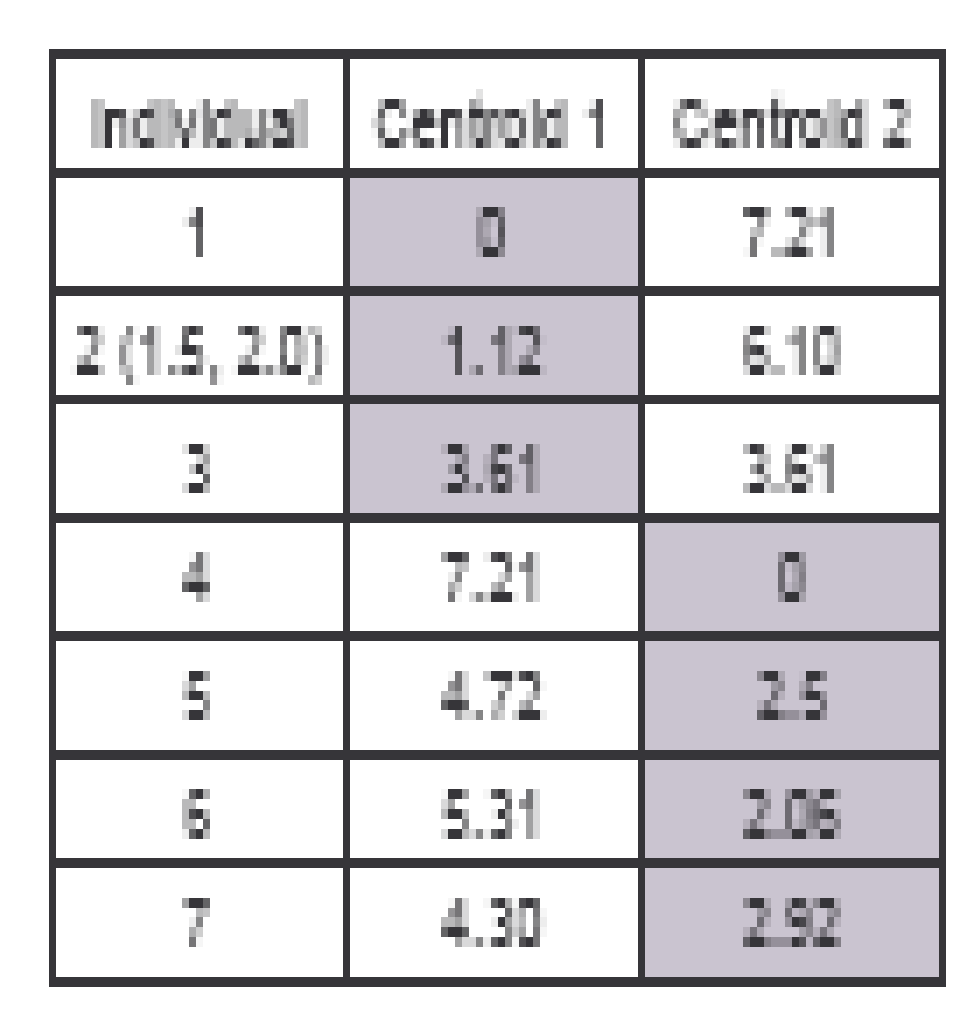 Individual Centroid 1 Centroid 2
1 0 7.21
2 (1.5, 2.0) 1.12 6.10
3 3.61 3.61
4 7.21 0
5 4.72 2.5
6 5.31 2.06
7 4.30 2.92